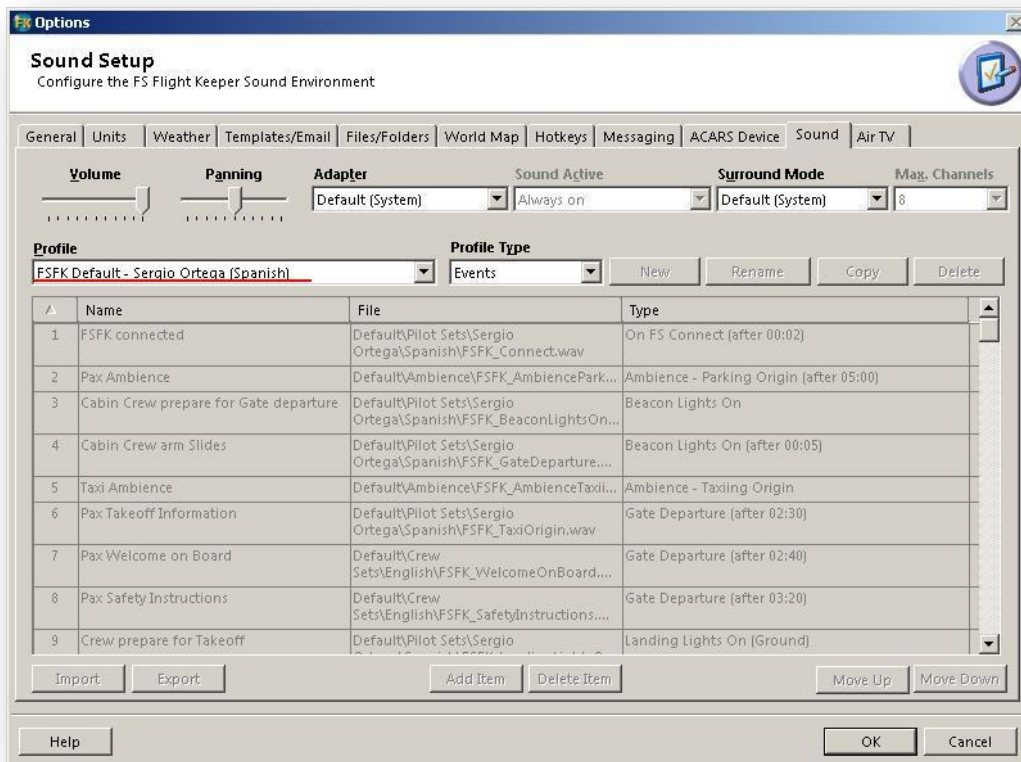 Options
Sound Setup
Configure the FS Flight Keeper Sound Environment
General Units Weather Templates/Email Files/Folders World Map Hotkeys Messaging ACARS Device Sound Air TV
Volume Panning Adapter Sound Active Surround Mode Max. Channels
Default (System) Always on Default (System) 8
Profile Profile Type
FSFK Default - Sergio Ortega (Spanish) Events New Rename Copy Delete
Name File Type
1 FSFK connected Default\Pilot Sets\Sergio On FS Connect (after 00:02)
Ortega\Spanish\FSFK_Connect.wav
2 Pax Ambience Default\Ambience\FSFK_AmbiencePark... Ambience - Parking Origin (after 05:00)
3 Cabin Crew prepare for Gate departure Default\Pilot Sets\Sergio Beacon Lights On
Ortega\Spanish\FSFK_BeaconLightsOn...
4 Cabin Crew arm Slides Default\Pilot Sets\Sergio Beacon Lights On (after 00:05)
Ortega\Spanish\FSFK_GateDeparture....
5 Taxi Ambience Default\Ambience\FSFK_AmbienceTaxii... Ambience - Taxiing Origin
6 Pax Takeoff Information Default\Pilot Sets\Sergio Gate Departure (after 02:30)
Ortega\Spanish\FSFK_TaxiOrigin.wav
7 Pax Welcome on Board Default\Crew Gate Departure (after 02:40)
Sets\English\FSFK_WelcomeOnBoard....
8 Pax Safety Instructions Default\Crew Gate Departure (after 03:20)
Sets\English\FSFK_SafetyInstructions....
9 Crew prepare for Takeoff Default\Pilot Sets\Sergio Landing Lights On (Ground)
Import Export Add Item Delete Item Move Up Move Down
Help OK Cancel